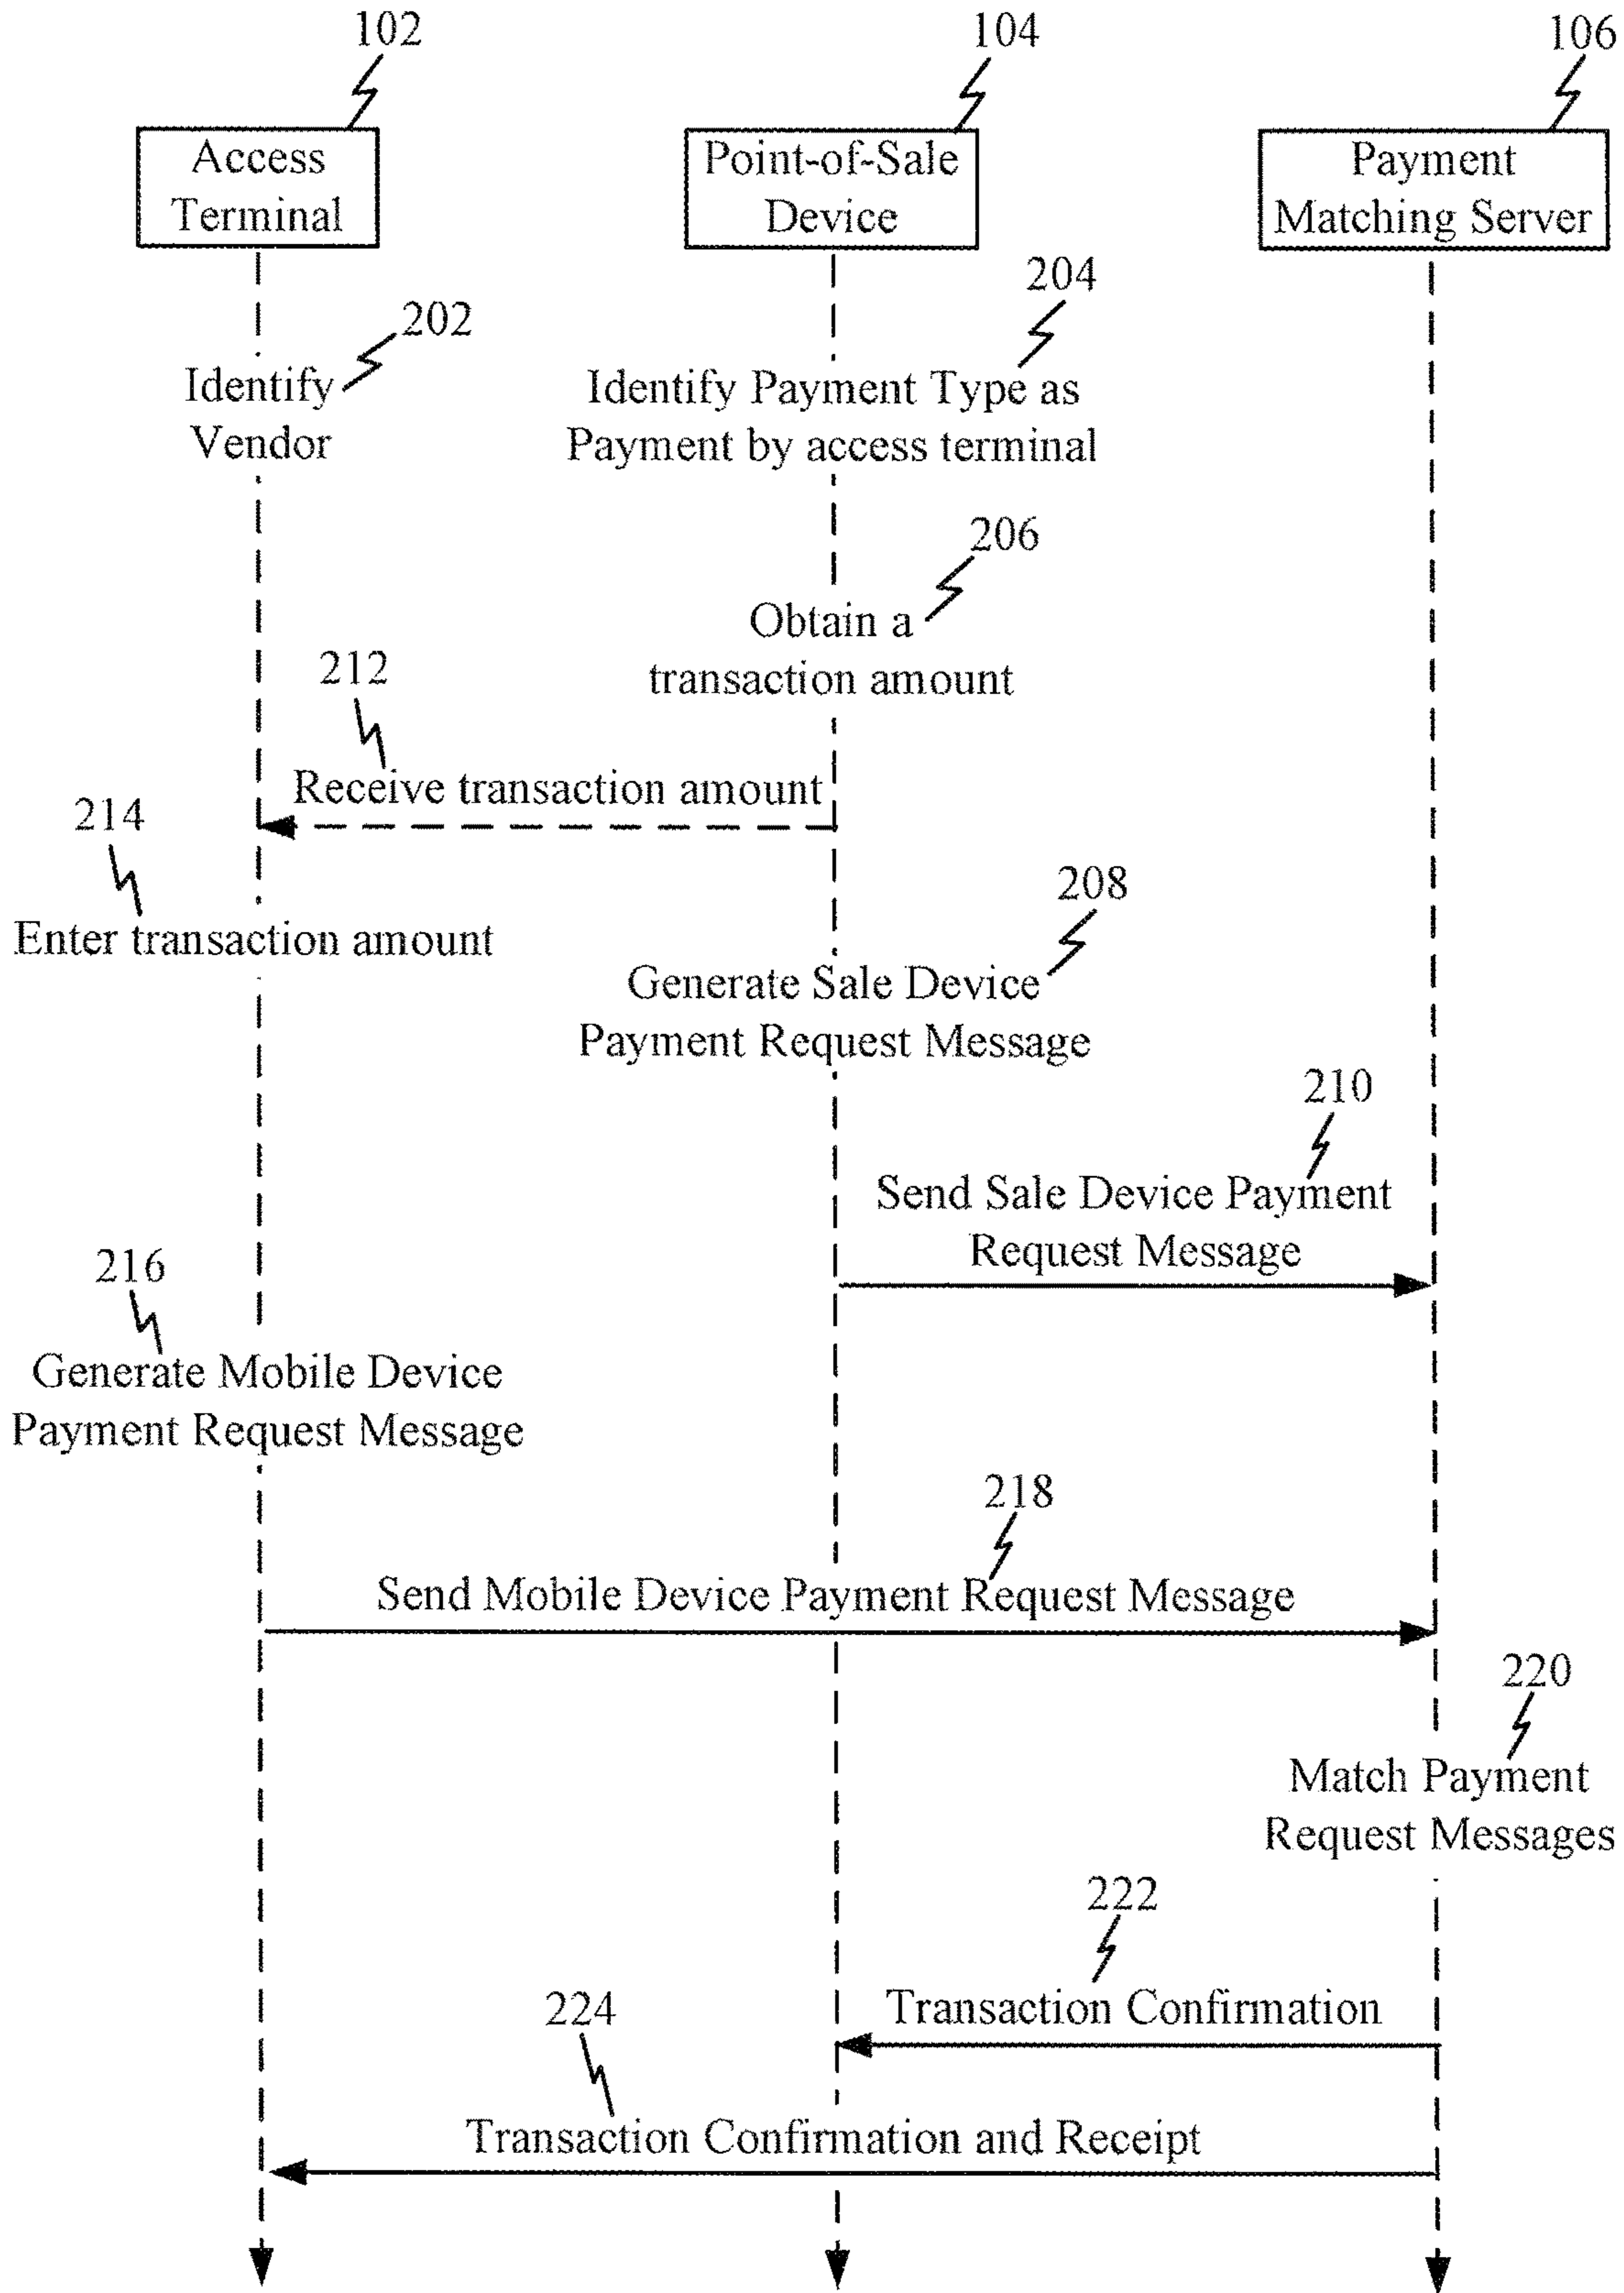 102
104
106
Access
Terminal
Point-of-Sale
Device
Payment
Matching Server
204
202
Identify
Vendor
Identify Payment Type as
Payment by access terminal
206
Obtain a
transaction amount
212
Receive transaction amount
214
Enter transaction amount
208
Generate Sale Device
Payment Request Message
210
Send Sale Device Payment
Request Message
216
Generate Mobile Device
Payment Request Message
218
Send Mobile Device Payment Request Message
220
Match Payment
Request Messages
222
Transaction Confirmation
224
Transaction Confirmation and Receipt